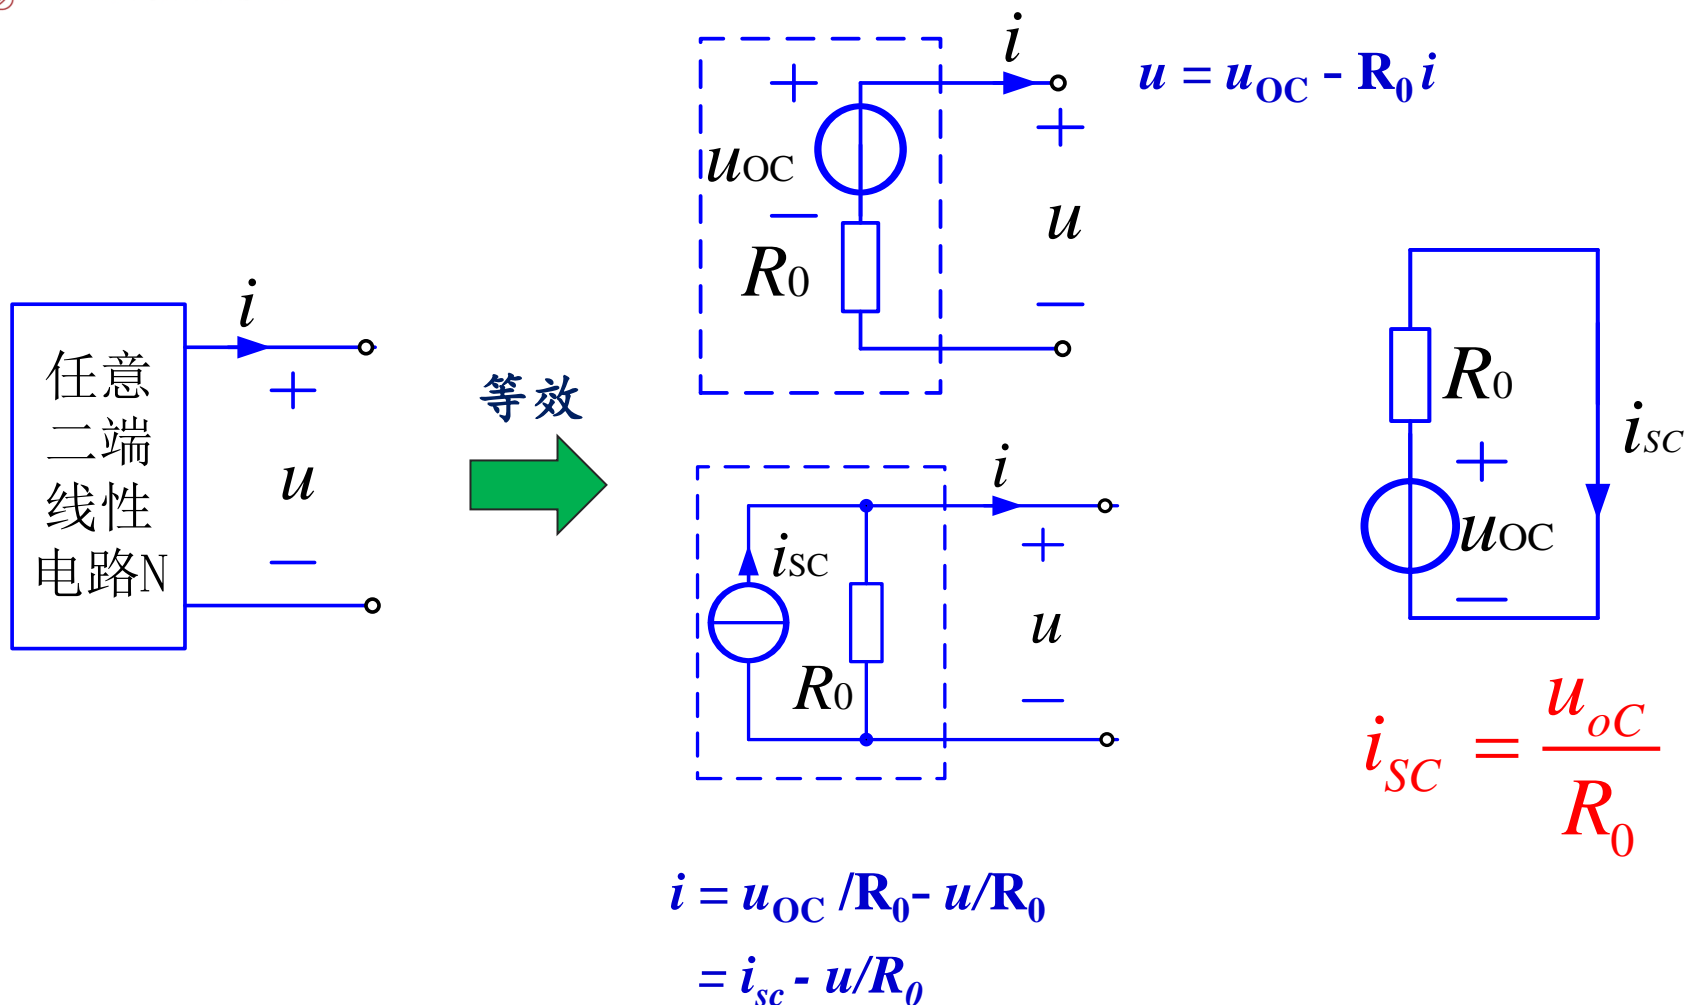 i
任意
二端
线性
电路N
+
u
—
等效
+
uOC
—
R0
i
+
u
—
u = uOC - R0 i
iSC
R0
i
+
u
—
i = uOC /R0- u/R0
= isc - u/R0
R0
+
uOC
—
iSC
iSC = uoC / R0